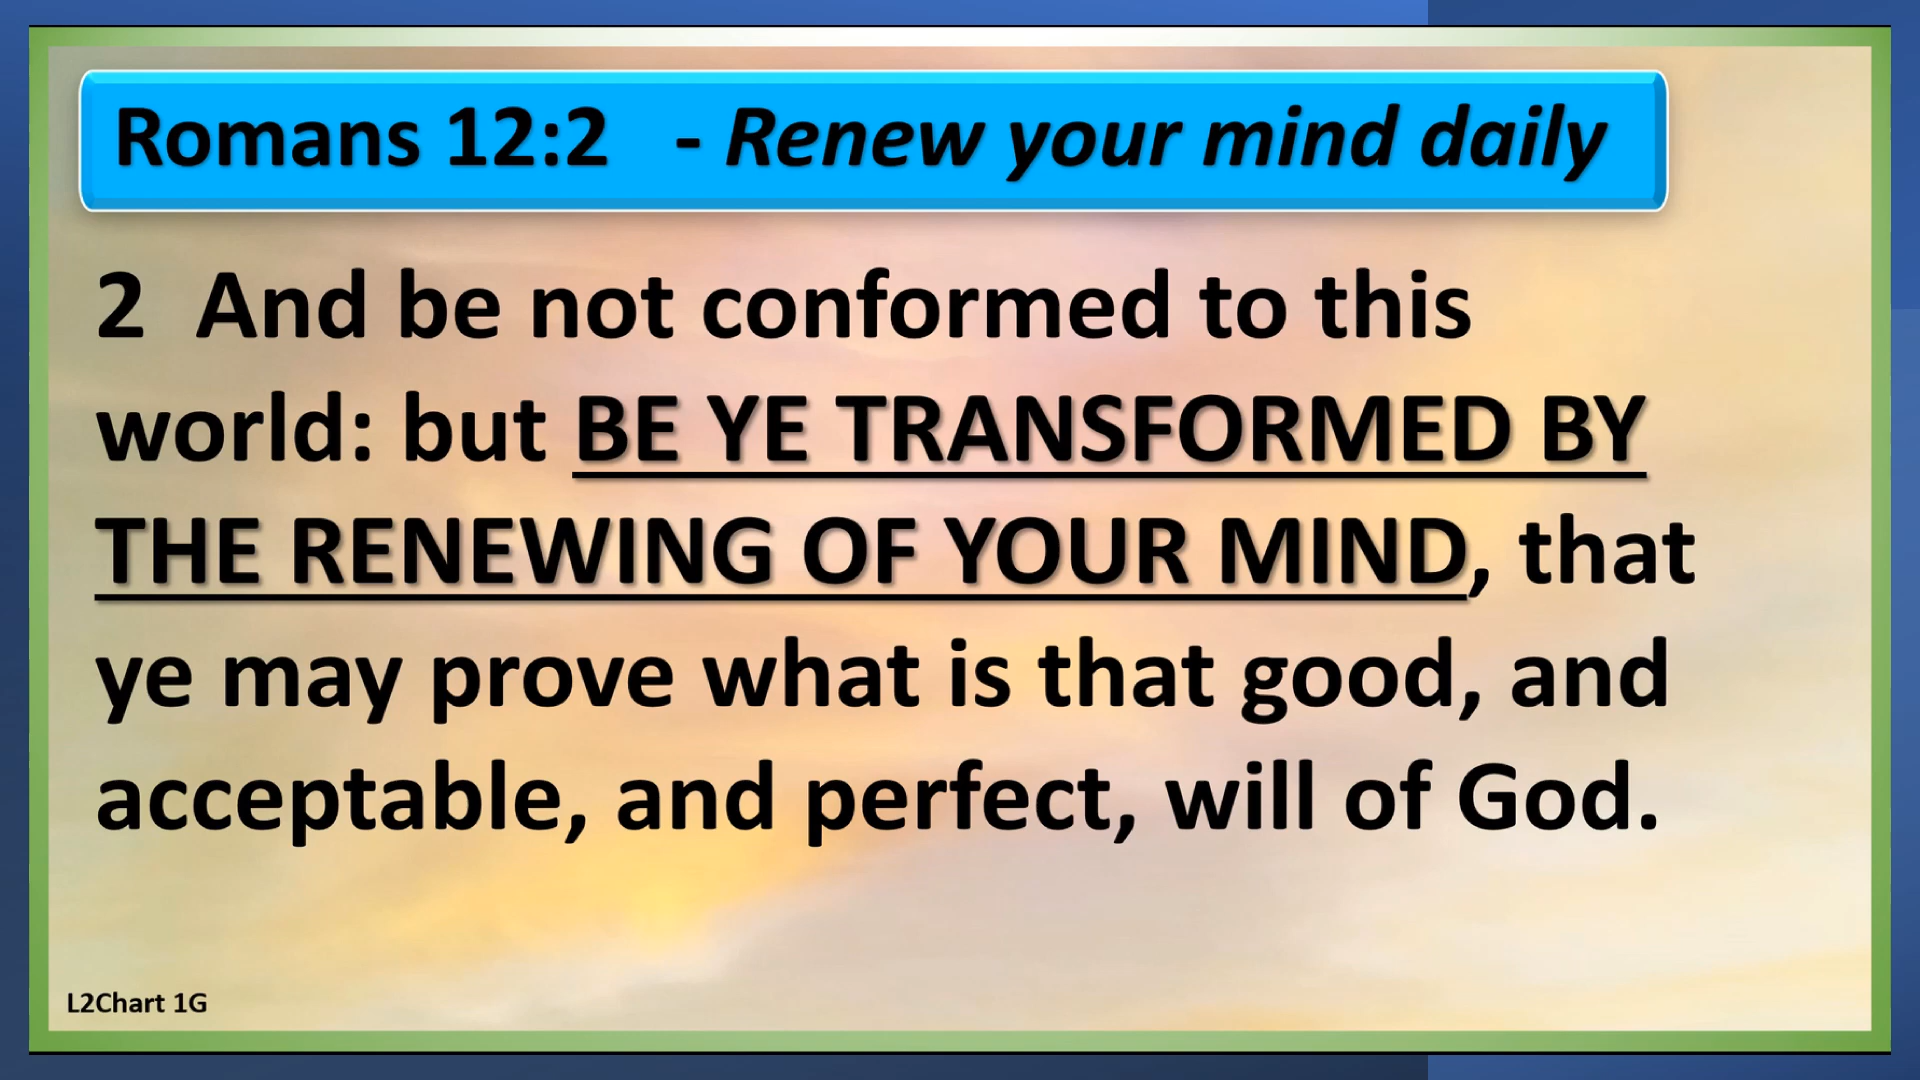 Romans 12:2 - Renew your mind daily
2 And be not conformed to this
world: but BE YE TRANSFORMED BY
THE RENEWING OF YOUR MIND, that
ye may prove what is that good, and
acceptable, and perfect, will of God.
L2Chart 1G